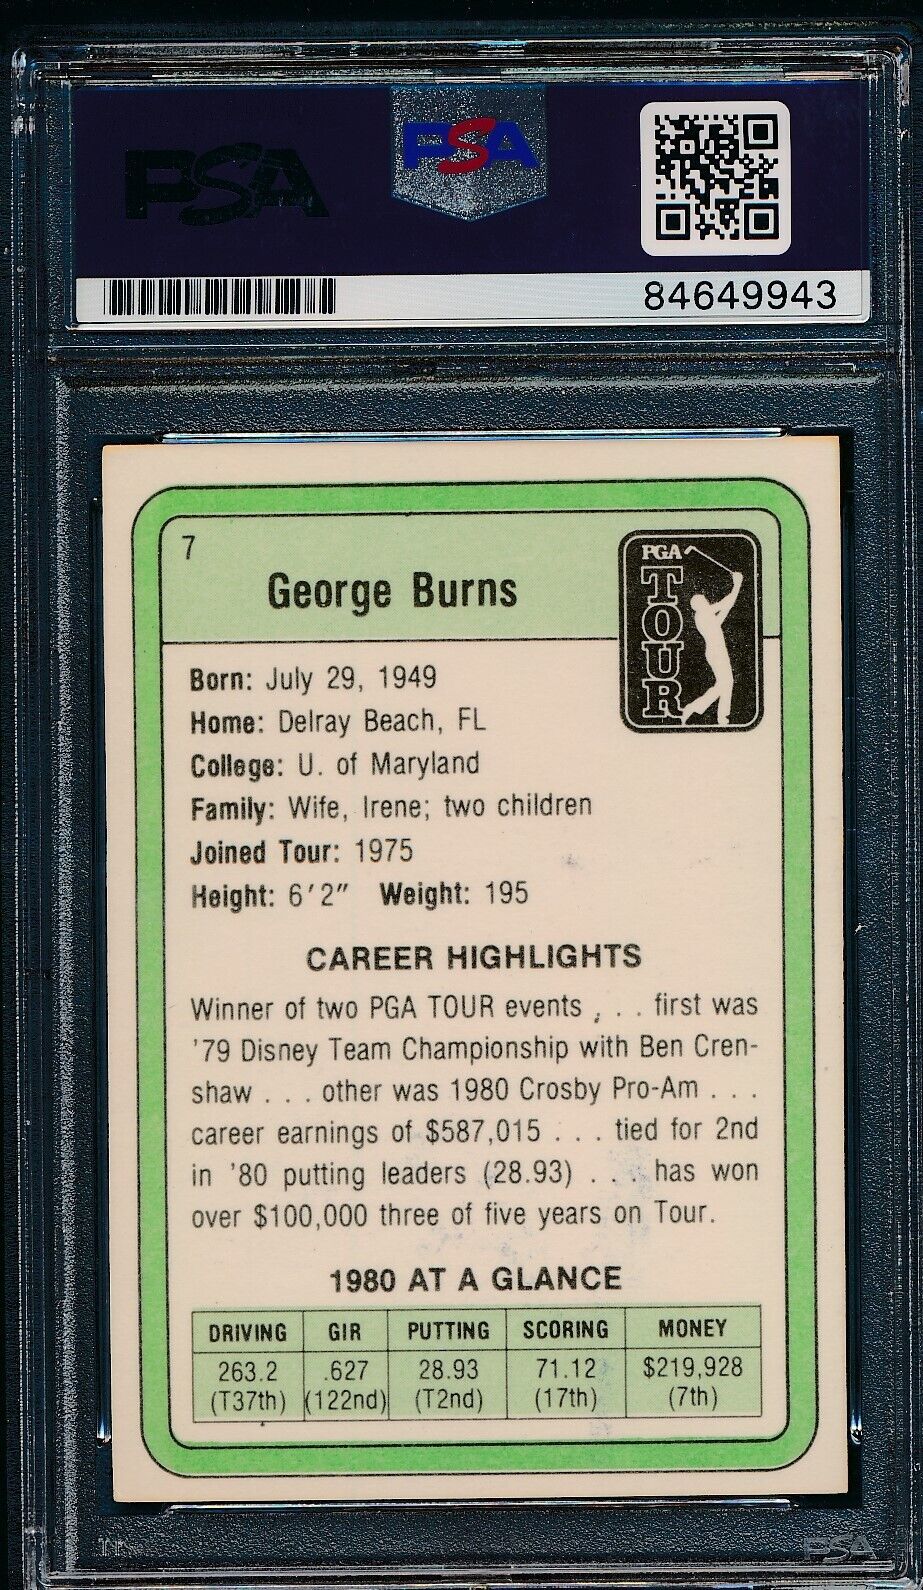 PSA
PSA
84649943
7
George Burns
PGA
TOUR
Born: July 29, 1949
Home: Delray Beach, FL
College: U. of Maryland
Family: Wife, Irene; two children
Joined Tour: 1975
Height: 6'2" Weight: 195
CAREER HIGHLIGHTS
Winner of two PGA TOUR events . . . first was
'79 Disney Team Championship with Ben Cren-
shaw . . . other was 1980 Crosby Pro-Am . . .
career earnings of $587,015 . . . tied for 2nd
in '80 putting leaders (28.93) . . . has won
over $100,000 three of five years on Tour.
1980 AT A GLANCE
DRIVING GIR PUTTING SCORING MONEY
263.2 .627 28.93 71.12 $219,928
(T37th) (122nd) (T2nd) (17th) (7th)
PSA